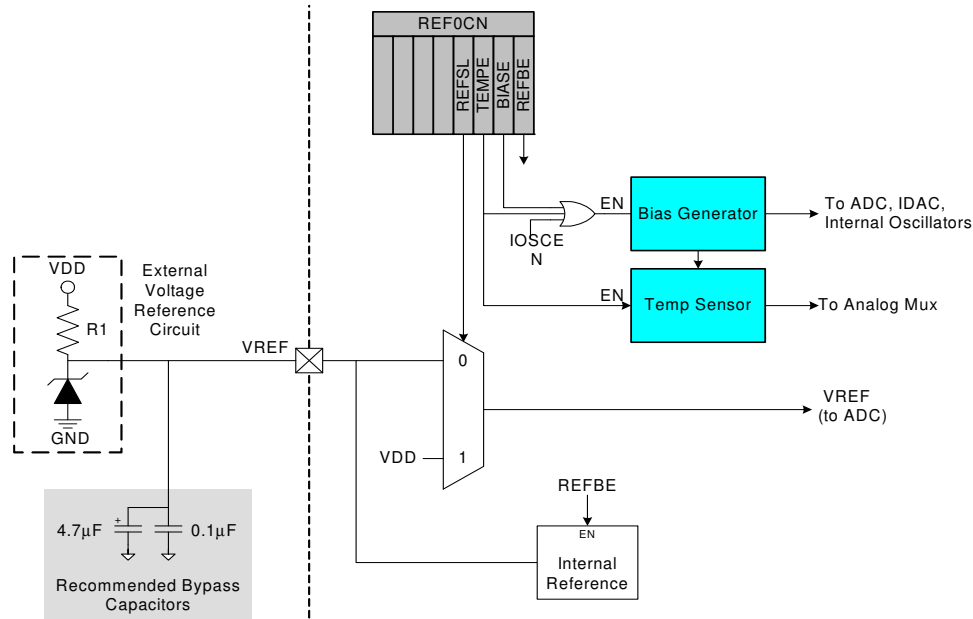 REF0CN
REFSL
TEMPE
BIASE
REFBE
EN
Bias Generator
To ADC, IDAC,
Internal Oscillators
IOSCE
N
EN
Temp Sensor
To Analog Mux
VDD
R1
GND
External
Voltage
Reference
Circuit
VREF
0
1
VDD
VREF
(to ADC)
REFBE
EN
Internal
Reference
4.7μF
+
0.1μF
Recommended Bypass
Capacitors